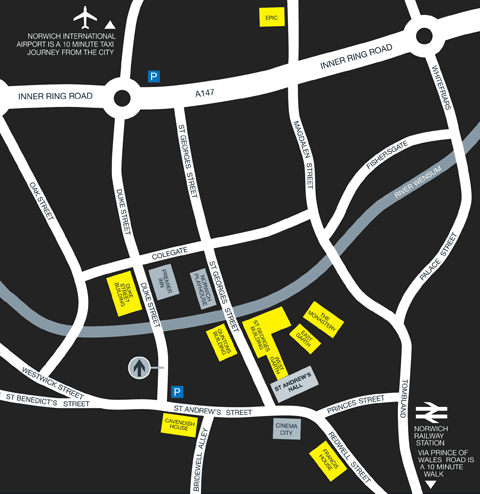 NORWICH INTERNATIONAL
AIRPORT IS A 10 MINUTE TAXI
JOURNEY FROM THE CITY
EPIC
P
INNER RING ROAD
A147
INNER RING ROAD
WHITEFRIARS
ST GEORGES STREET
MAGDALEN STREET
FISHERSGATE
OAK STREET
DUKE STREET
RIVER WENSUM
COLEGATE
PALACE STREET
DUKE
STREET
BUILDING
DUKE STREET
PREMIER
INN
NORWICH
PLAYHOUSE
ST GEORGES STREET
GUNTONS
BUILDING
ST GEORGES
BUILDING
THE
MONASTERY
EAST
GARTH
WEST
GARTH
ST ANDREW'S
HALL
WESTWICK STREET
ST BENEDICT'S STREET
P
ST ANDREW'S STREET
PRINCES STREET
TOMBLAND
CAVENDISH
HOUSE
CINEMA
CITY
BRIDEWELL ALLEY
REDWELL STREET
FRANCIS
HOUSE
NORWICH
RAILWAY
STATION
VIA PRINCE OF
WALES ROAD IS
A 10 MINUTE
WALK